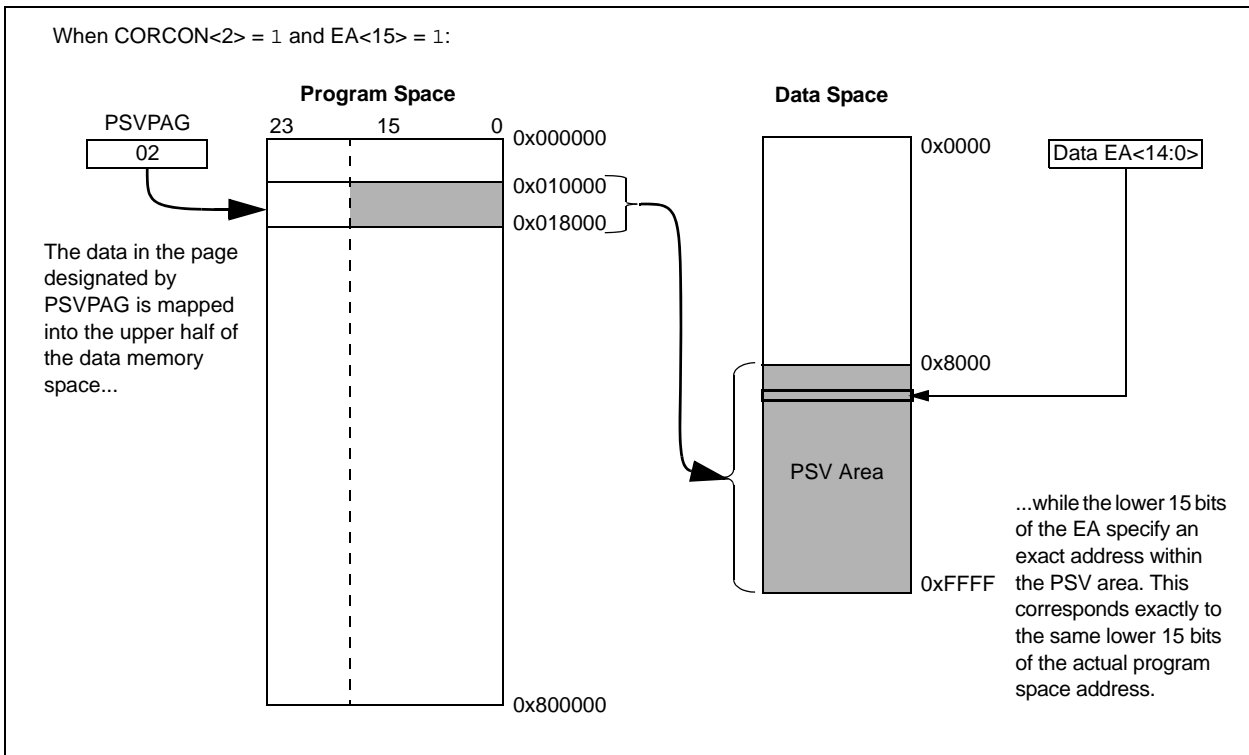 When CORCON<2> = 1 and EA<15> = 1:
Program Space
Data Space
PSVPAG
02
23 15 0
0x000000
0x010000
0x018000
0x800000
The data in the page
designated by
PSVPAG is mapped
into the upper half of
the data memory
space...
0x0000
Data EA<14:0>
0x8000
PSV Area
0xFFFF
...while the lower 15 bits
of the EA specify an
exact address within
the PSV area. This
corresponds exactly to
the same lower 15 bits
of the actual program
space address.